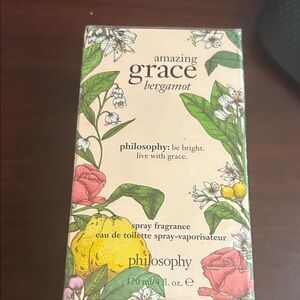 amazing
grace
bergamot
philosophy: be bright.
live with grace.
spray fragrance
eau de toilette spray-vaporisateur
philosophy
120 ml/4 fl. oz. ℮